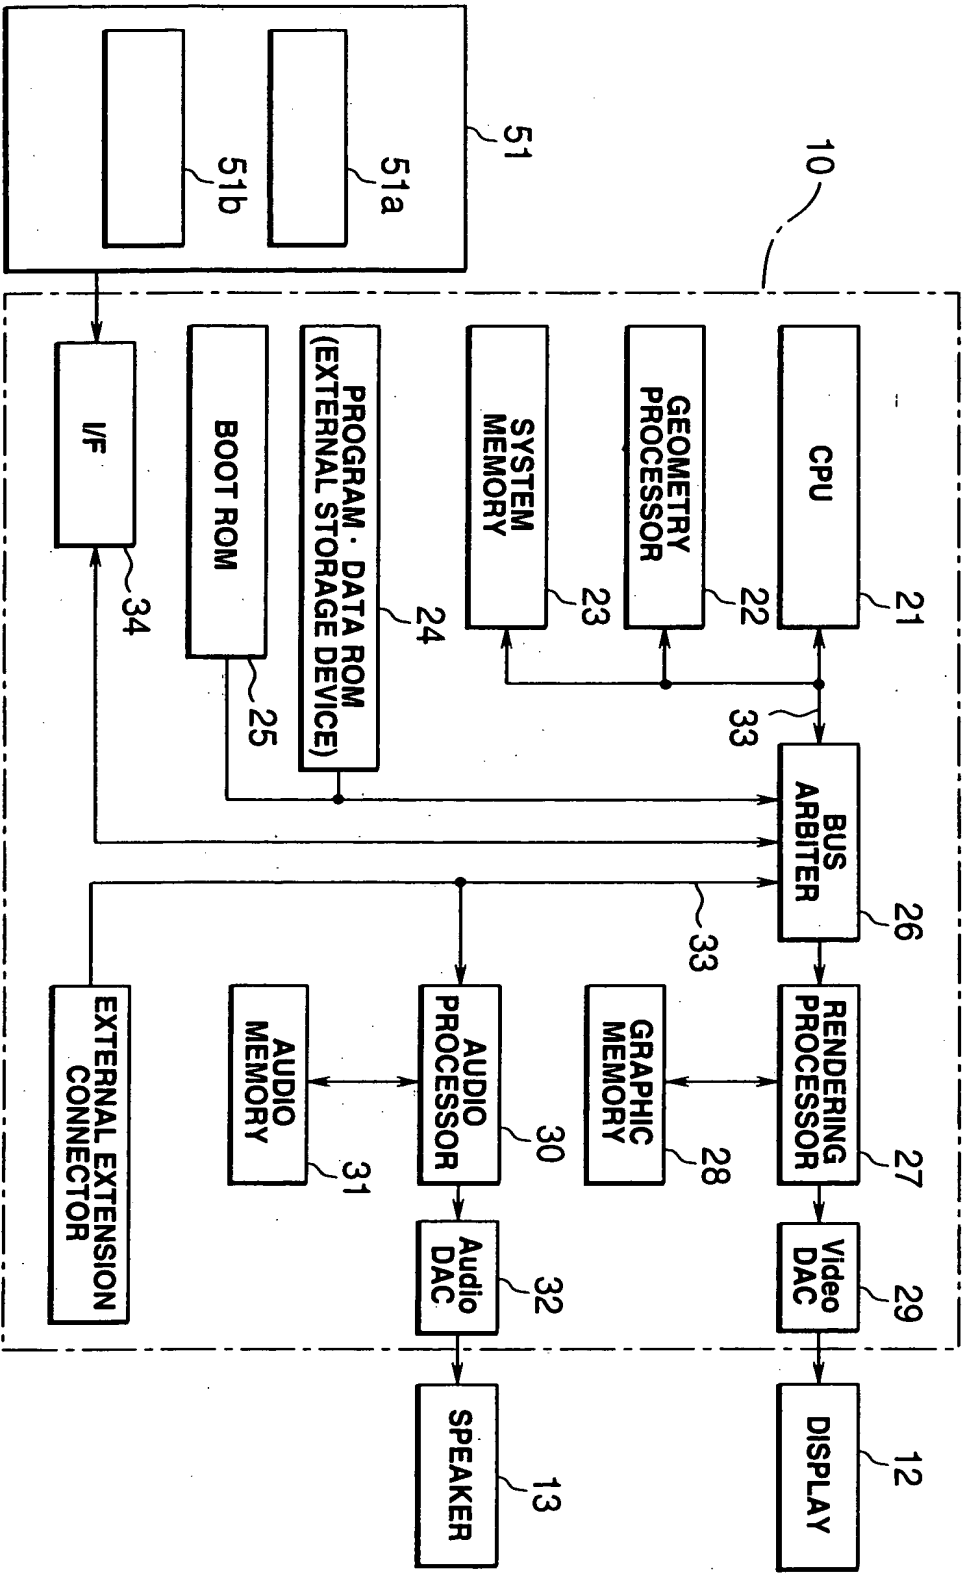 10
CPU
21
33
BUS
ARBITER
26
RENDERING
PROCESSOR
27
Video
DAC
29
DISPLAY
12
GEOMETRY
PROCESSOR
22
GRAPHIC
MEMORY
28
SYSTEM
MEMORY
23
33
AUDIO
PROCESSOR
30
Audio
DAC
32
SPEAKER
13
PROGRAM · DATA ROM
(EXTERNAL STORAGE DEVICE)
24
AUDIO
MEMORY
31
BOOT ROM
25
I/F
34
EXTERNAL EXTENSION
CONNECTOR
51
51a
51b